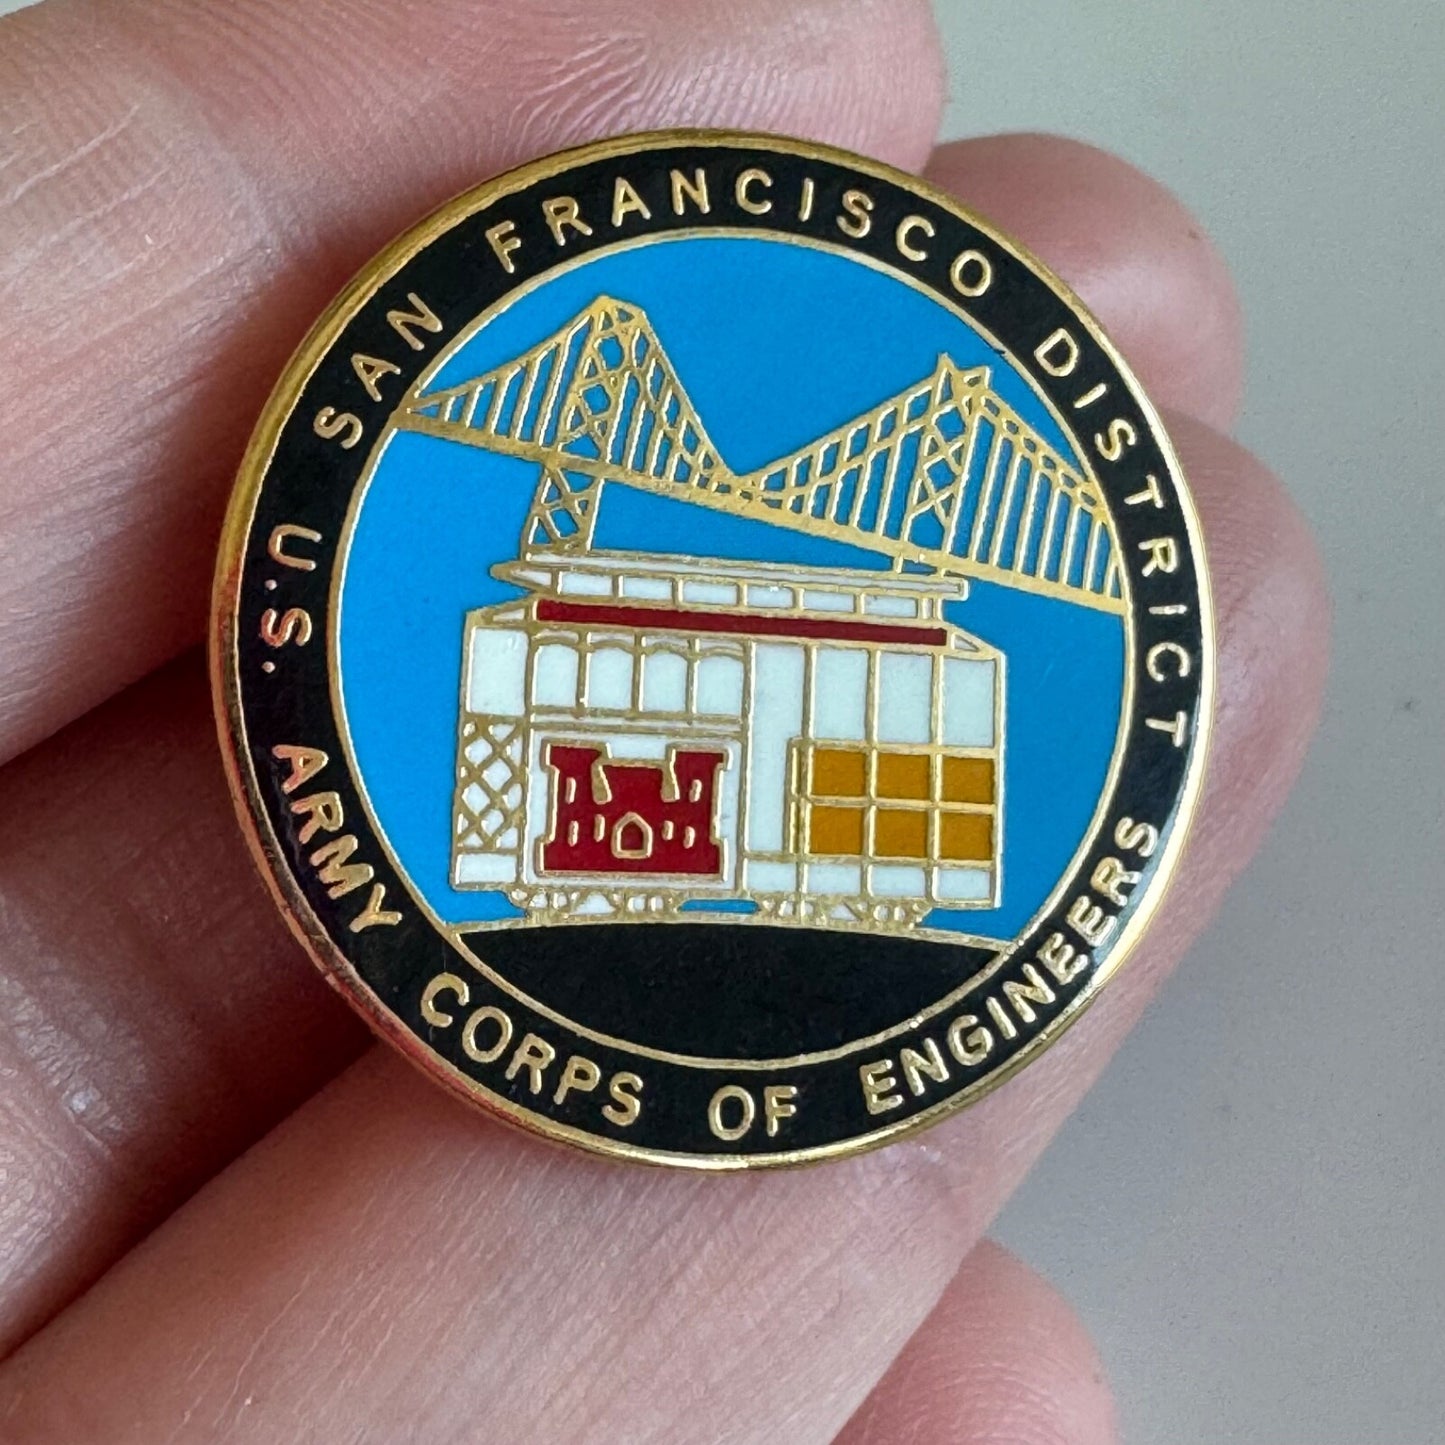 SAN FRANCISCO DISTRICT
U.S. ARMY CORPS OF ENGINEERS